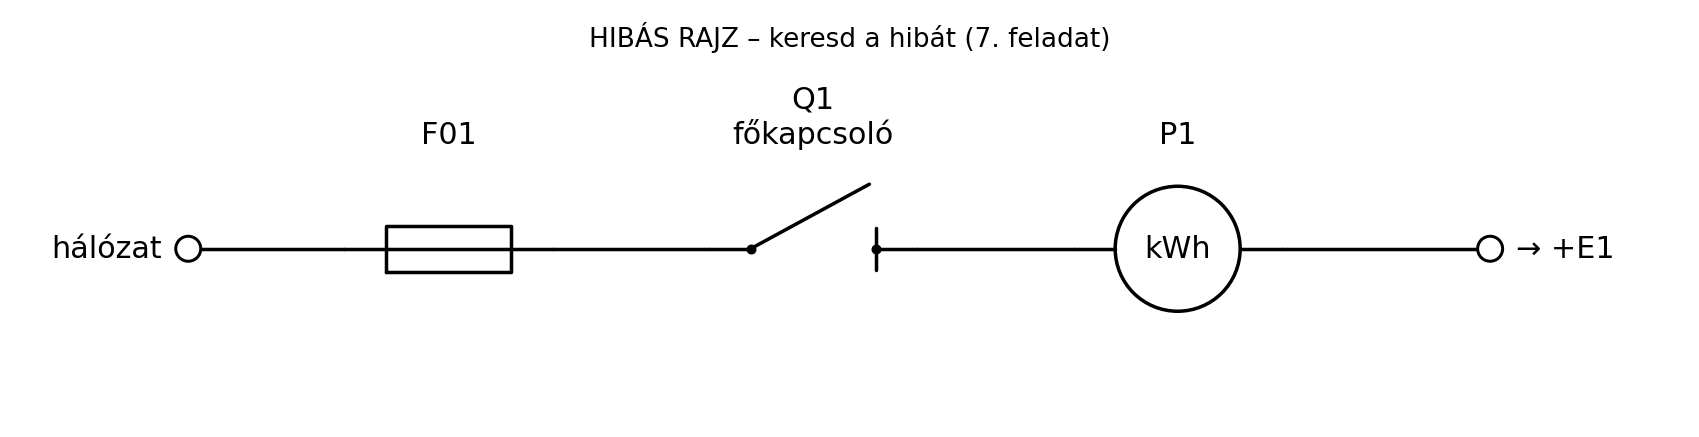 HIBÁS RAJZ – keresd a hibát (7. feladat)
Q1
F01 főkapcsoló P1
hálózat kWh → +E1